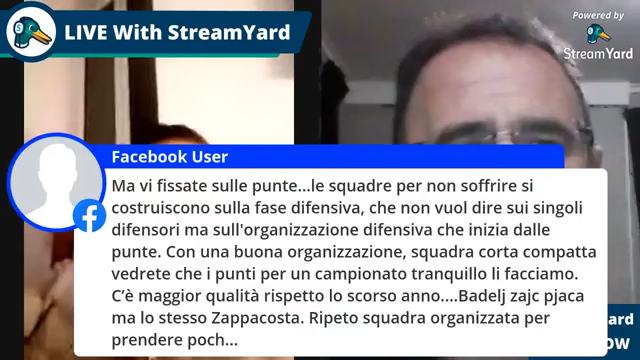 LIVE With StreamYard
Powered by
StreamYard
Facebook User
Ma vi fissate sulle punte...le squadre per non soffrire si
costruiscono sulla fase difensiva, che non vuol dire sui singoli
difensori ma sull'organizzazione difensiva che inizia dalle
punte. Con una buona organizzazione, squadra corta compatta
vedrete che i punti per un campionato tranquillo li facciamo.
C'è maggior qualità rispetto lo scorso anno....Badelj zajc pjaca
ma lo stesso Zappacosta. Ripeto squadra organizzata per
prendere poch...